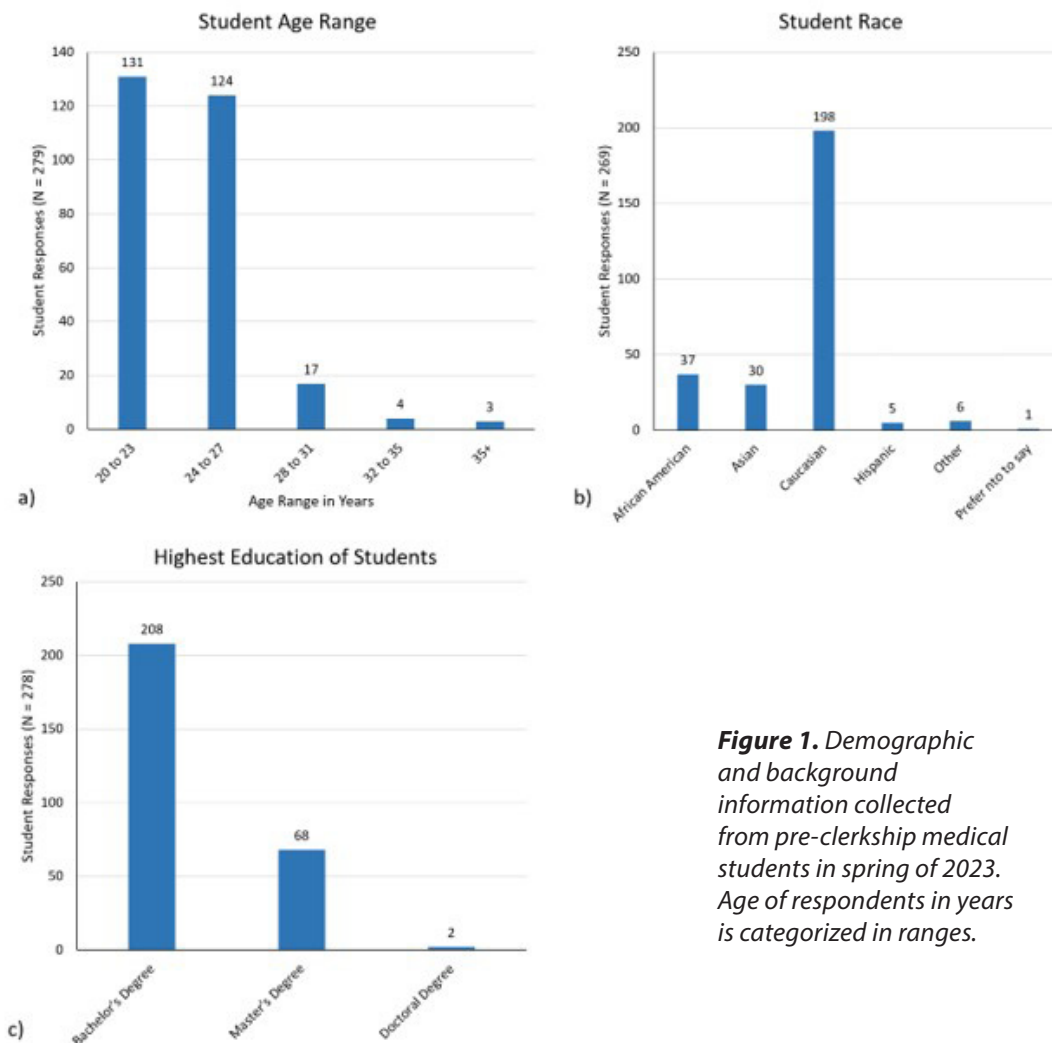 Student Age Range
140
120
100
80
60
40
20
0
Student Responses (N = 279)
131
124
17
4
3
20 to 23
24 to 27
28 to 31
32 to 35
35+
Age Range in Years
a)
Student Race
250
200
150
100
50
0
Student Responses (N = 269)
37
30
198
5
6
1
African American
Asian
Caucasian
Hispanic
Other
Prefer nto to say
b)
Highest Education of Students
250
200
150
100
50
0
Student Responses (N = 278)
208
68
2
Bachelor's Degree
Master's Degree
Doctoral Degree
c)
Figure 1. Demographic
and background
information collected
from pre-clerkship medical
students in spring of 2023.
Age of respondents in years
is categorized in ranges.